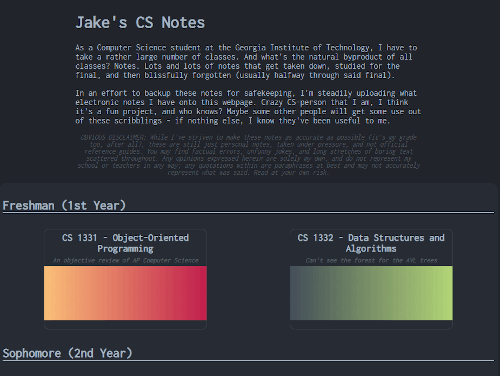 Jake's CS Notes
As a Computer Science student at the Georgia Institute of Technology, I have to
take a rather large number of classes. And what's the natural byproduct of all
classes? Notes. Lots and lots of notes that get taken down, studied for the
final, and then blissfully forgotten (usually halfway through said final).
In an effort to backup these notes for safekeeping, I'm steadily uploading what
electronic notes I have onto this webpage. Crazy CS person that I am, I think
it's a fun project, and who knows? Maybe some other people will get some use out
of these scribblings - if nothing else, I know they've been useful to me.
OBVIOUS DISCLAIMER: While I've striven to make these notes as accurate as possible (it's my grade
too, after all), these are still just personal notes, taken under pressure, and not official
reference guides. You may find factual errors, unfunny jokes, and long stretches of boring text
scattered throughout. Any opinions expressed herein are solely my own, and do not represent my
school or teachers in any way; any quotations within are paraphrases at best and may not accurately
represent what was said. Read at your own risk.
Freshman (1st Year)
CS 1331 - Object-Oriented
Programming
An objective review of AP Computer Science
CS 1332 - Data Structures and
Algorithms
Can't see the forest for the AVL trees
Sophomore (2nd Year)